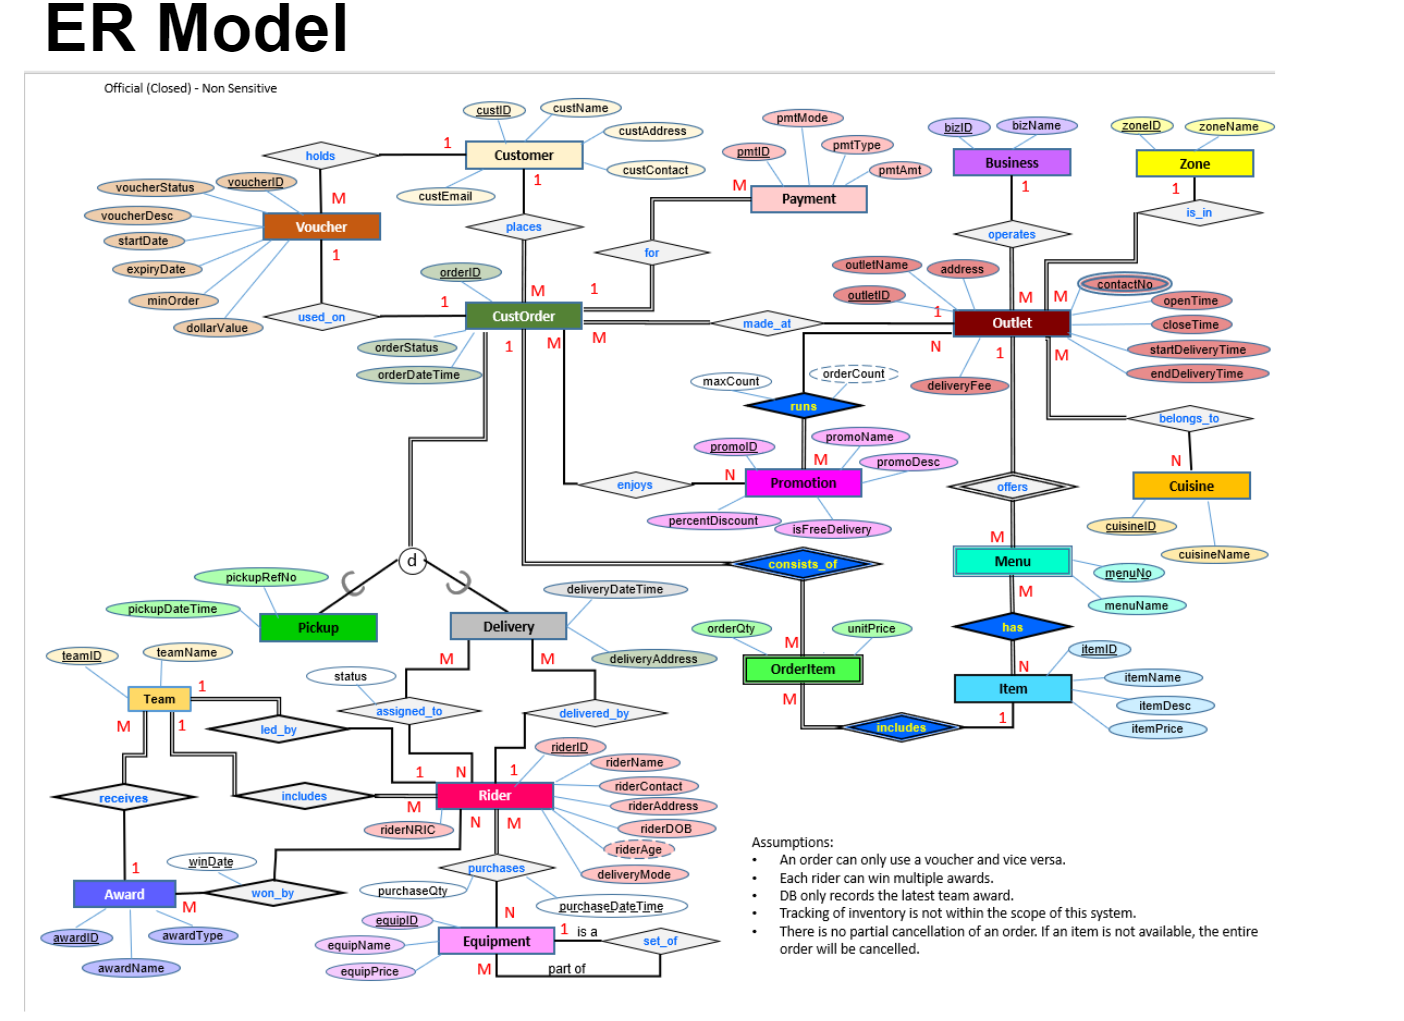 ER Model
Official (Closed) - Non Sensitive
custID
custName
custAddress
custContact
custEmail
Customer
1
holds
1
M
voucherStatus
voucherID
voucherDesc
startDate
expiryDate
minOrder
dollarValue
Voucher
1
used_on
1
places
M
orderID
CustOrder
orderStatus
orderDateTime
1
M
M
1
for
M
pmtID
pmtMode
pmtType
pmtAmt
Payment
bizID
bizName
Business
1
operates
M
zoneID
zoneName
Zone
1
is_in
M
outletName
address
outletID
contactNo
openTime
closeTime
startDeliveryTime
endDeliveryTime
deliveryFee
Outlet
1
N
1
M
made_at
maxCount
orderCount
runs
M
promoID
promoName
promoDesc
Promotion
percentDiscount
isFreeDelivery
enjoys
N
belongs_to
N
Cuisine
cuisineID
cuisineName
offers
M
Menu
menuNo
menuName
M
has
N
itemID
Item
itemName
itemDesc
itemPrice
1
consists_of
M
orderQty
unitPrice
OrderItem
M
includes
d
pickupRefNo
pickupDateTime
Pickup
deliveryDateTime
Delivery
deliveryAddress
M
M
status
assigned_to
N
delivered_by
1
teamID
teamName
Team
1
M
1
led_by
1
receives
1
includes
M
riderID
riderName
riderContact
riderAddress
riderDOB
riderAge
deliveryMode
riderNRIC
Rider
N
M
winDate
won_by
M
Award
awardID
awardType
awardName
purchases
purchaseQty
purchaseDateTime
N
equipID
equipName
equipPrice
Equipment
1
is a
set_of
M
part of
Assumptions:
• An order can only use a voucher and vice versa.
• Each rider can win multiple awards.
• DB only records the latest team award.
• Tracking of inventory is not within the scope of this system.
• There is no partial cancellation of an order. If an item is not available, the entire
order will be cancelled.